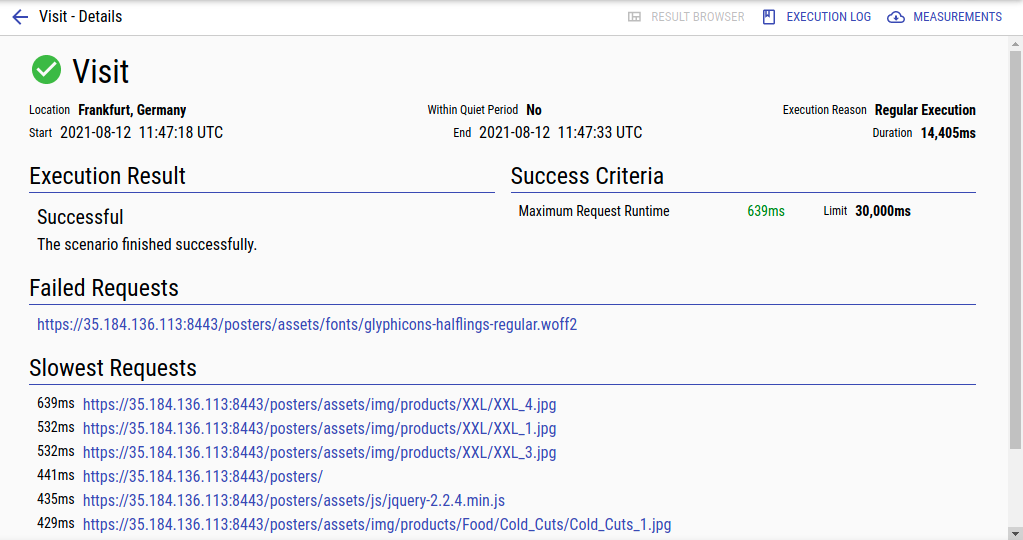 Visit - Details RESULT BROWSER EXECUTION LOG MEASUREMENTS
Visit
Location Frankfurt, Germany Within Quiet Period No Execution Reason Regular Execution
Start 2021-08-12 11:47:18 UTC End 2021-08-12 11:47:33 UTC Duration 14,405ms
Execution Result Success Criteria
Successful Maximum Request Runtime 639ms Limit 30,000ms
The scenario finished successfully.
Failed Requests
https://35.184.136.113:8443/posters/assets/fonts/glyphicons-halflings-regular.woff2
Slowest Requests
639ms https://35.184.136.113:8443/posters/assets/img/products/XXL/XXL_4.jpg
532ms https://35.184.136.113:8443/posters/assets/img/products/XXL/XXL_1.jpg
532ms https://35.184.136.113:8443/posters/assets/img/products/XXL/XXL_3.jpg
441ms https://35.184.136.113:8443/posters/
435ms https://35.184.136.113:8443/posters/assets/js/jquery-2.2.4.min.js
429ms https://35.184.136.113:8443/posters/assets/img/products/Food/Cold_Cuts/Cold_Cuts_1.jpg